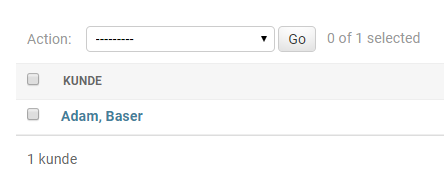 Action: --------- Go 0 of 1 selected
KUNDE
Adam, Baser
1 kunde